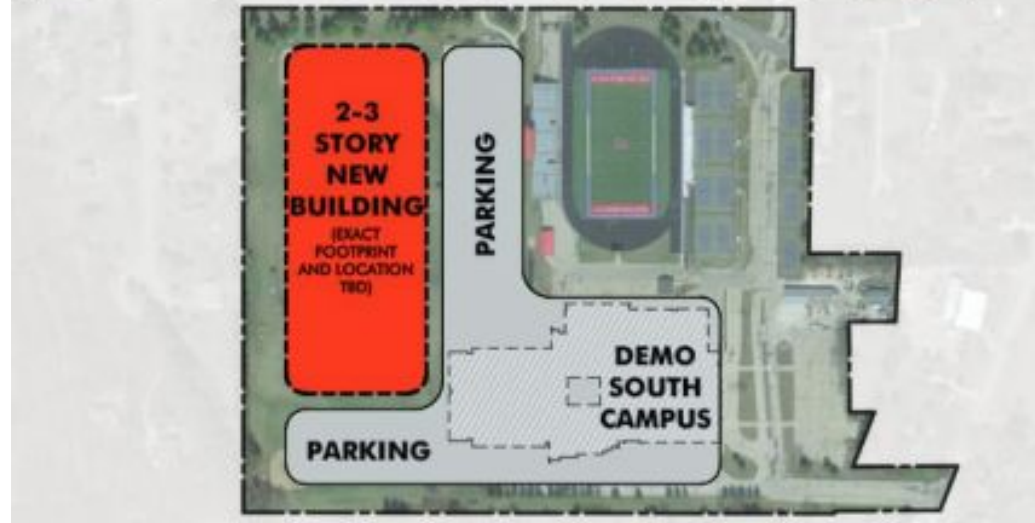 2-3
STORY
NEW
BUILDING
(EXACT
FOOTPRINT
AND LOCATION
TBD)
PARKING
DEMO
SOUTH
CAMPUS
PARKING